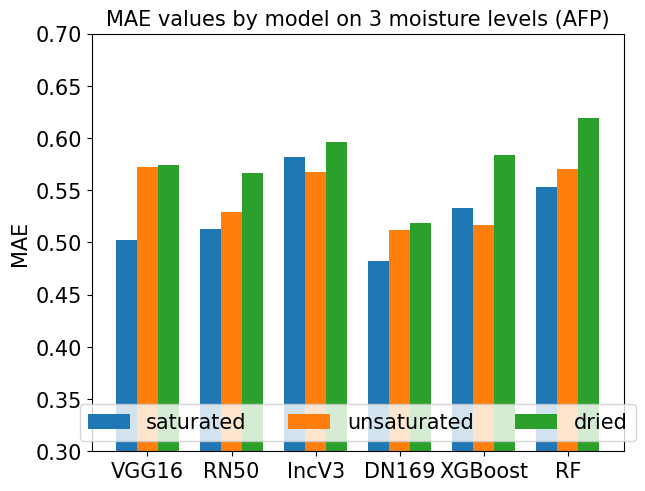 MAE values by model on 3 moisture levels (AFP)
0.70
0.65
0.60
0.55
0.50
0.45
0.40
0.35
0.30
MAE
saturated unsaturated dried
VGG16 RN50 IncV3 DN169 XGBoost RF